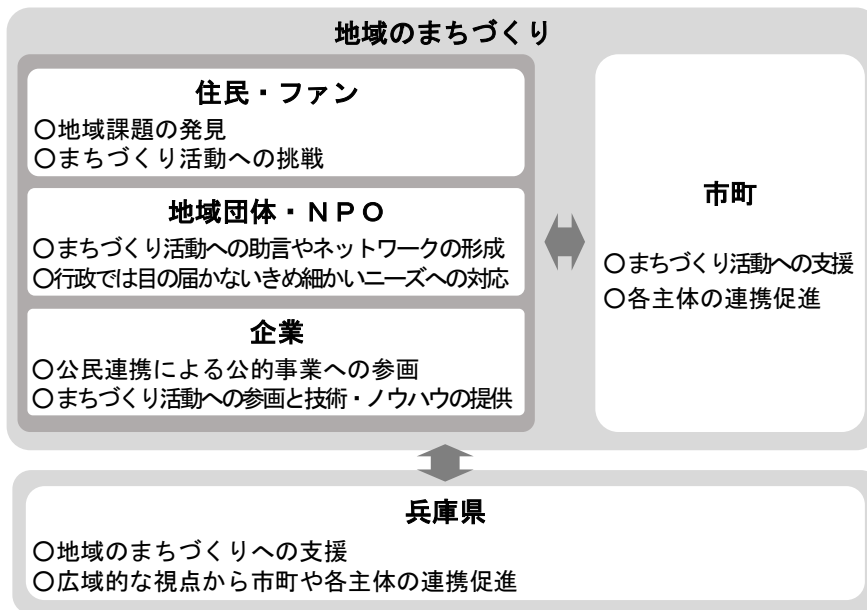 地域のまちづくり
住民・ファン
○地域課題の発見
○まちづくり活動への挑戦
地域団体・ＮＰＯ
○まちづくり活動への助言やネットワークの形成
○行政では目の届かないきめ細かいニーズへの対応
企業
○公民連携による公的事業への参画
○まちづくり活動への参画と技術・ノウハウの提供
市町
○まちづくり活動への支援
○各主体の連携促進
兵庫県
○地域のまちづくりへの支援
○広域的な視点から市町や各主体の連携促進